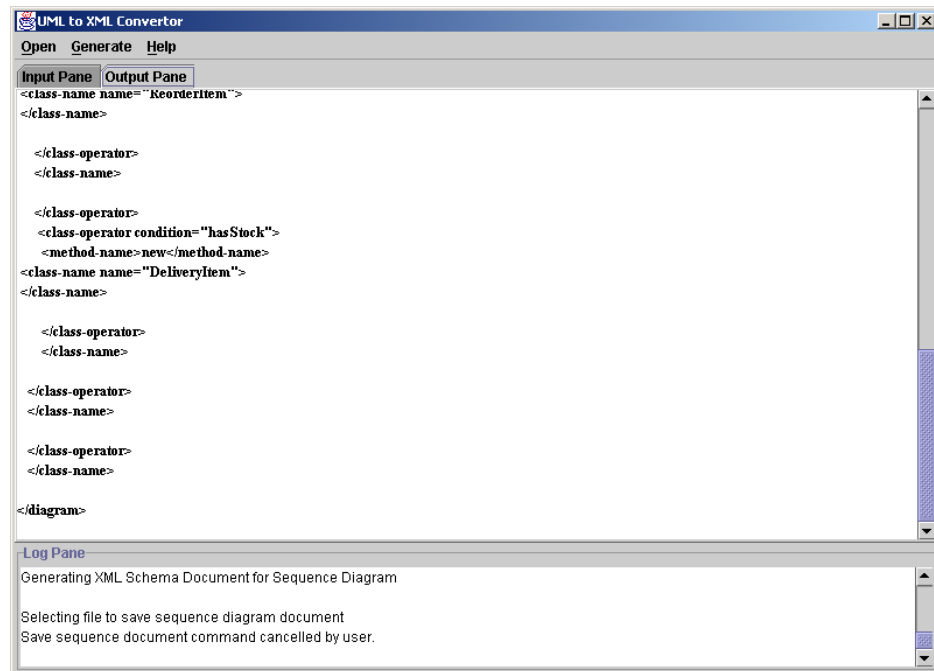 UML to XML Convertor
Open Generate Help
Input Pane Output Pane
<class-name name="ReorderItem">
</class-name>
</class-operator>
</class-name>
</class-operator>
<class-operator condition="hasStock">
<method-name>new</method-name>
<class-name name="DeliveryItem">
</class-name>
</class-operator>
</class-name>
</class-operator>
</class-name>
</class-operator>
</class-name>
</diagram>
Log Pane
Generating XML Schema Document for Sequence Diagram
Selecting file to save sequence diagram document
Save sequence document command cancelled by user.